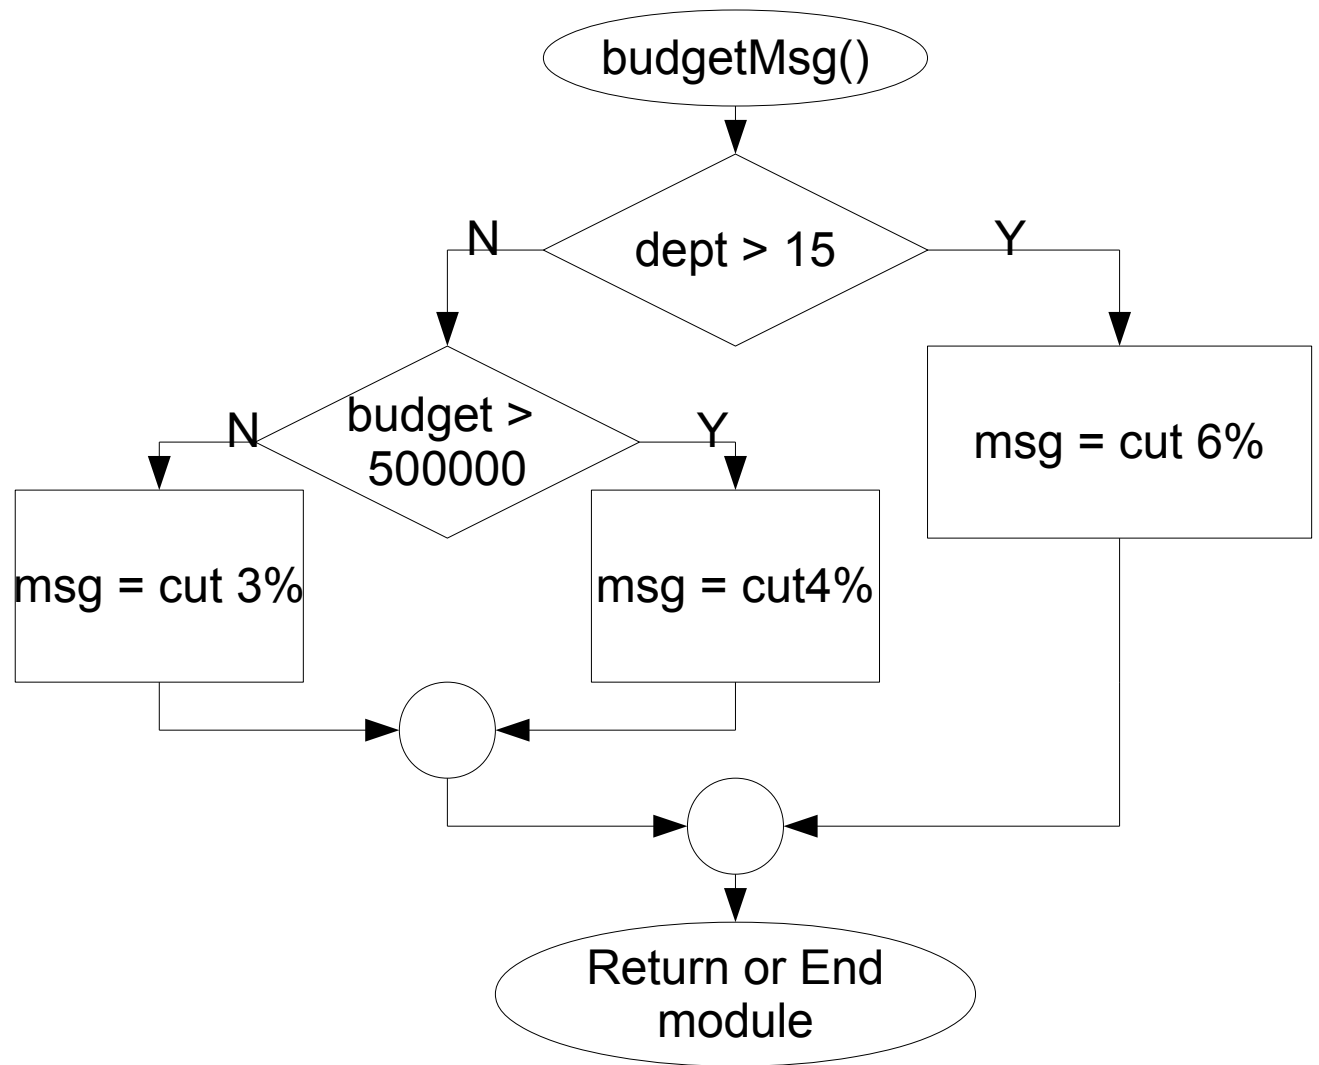 budgetMsg()
N
dept > 15
Y
N
budget >
500000
Y
msg = cut 6%
msg = cut 3%
msg = cut4%
Return or End
module